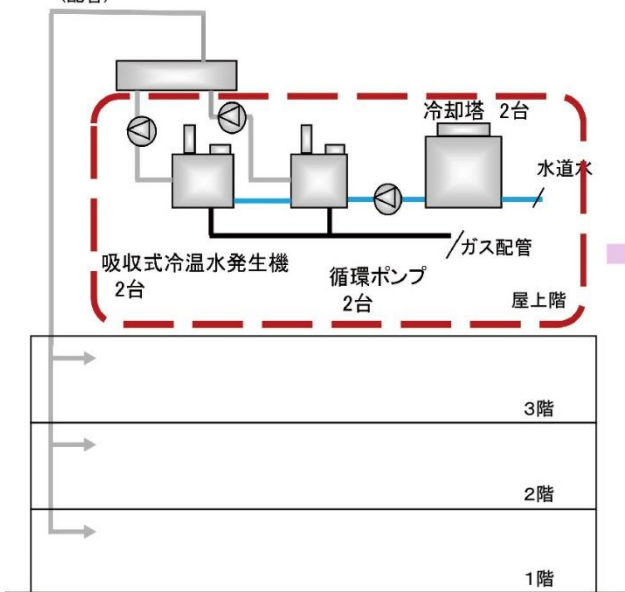 (配管)
冷却塔 2台
水道水
ガス配管
吸収式冷温水発生機
2台
循環ポンプ
2台
屋上階
3階
2階
1階